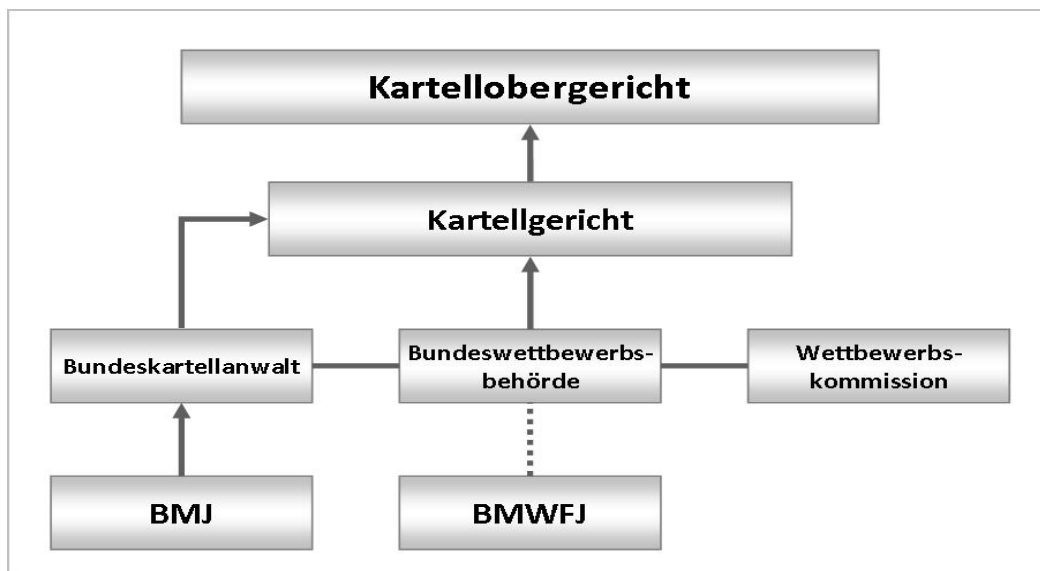 Kartellobergericht
Kartellgericht
Bundeskartellanwalt
Bundeswettbewerbs-
behörde
Wettbewerbs-
kommission
BMJ
BMWFJ